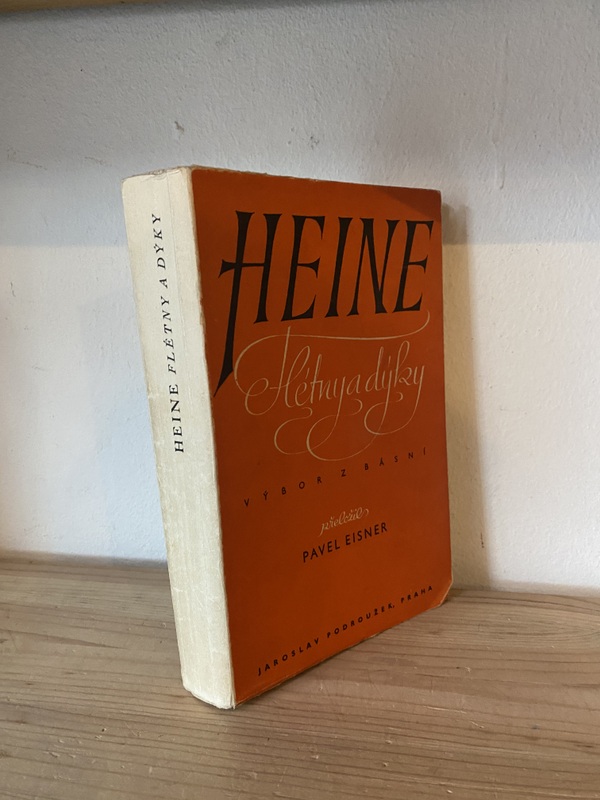 HEINE FLÉTNY A DÝKY
HEINE
Flétny a dýky
VÝBOR Z BÁSNÍ
přeložil
PAVEL EISNER
JAROSLAV PODROUŽEK, PRAHA